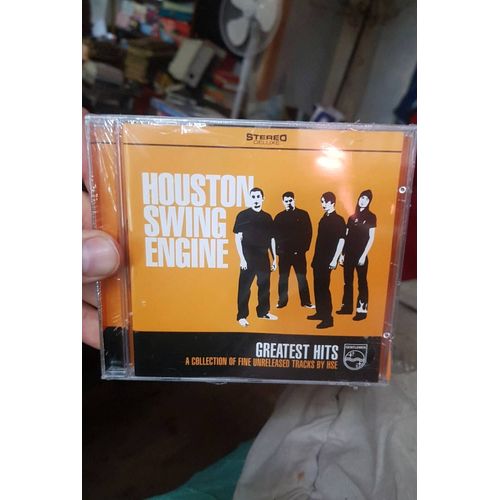 STEREO
DELUXE
HOUSTON
SWING
ENGINE
GREATEST HITS
A COLLECTION OF FINE UNRELEASED TRACKS BY HSE